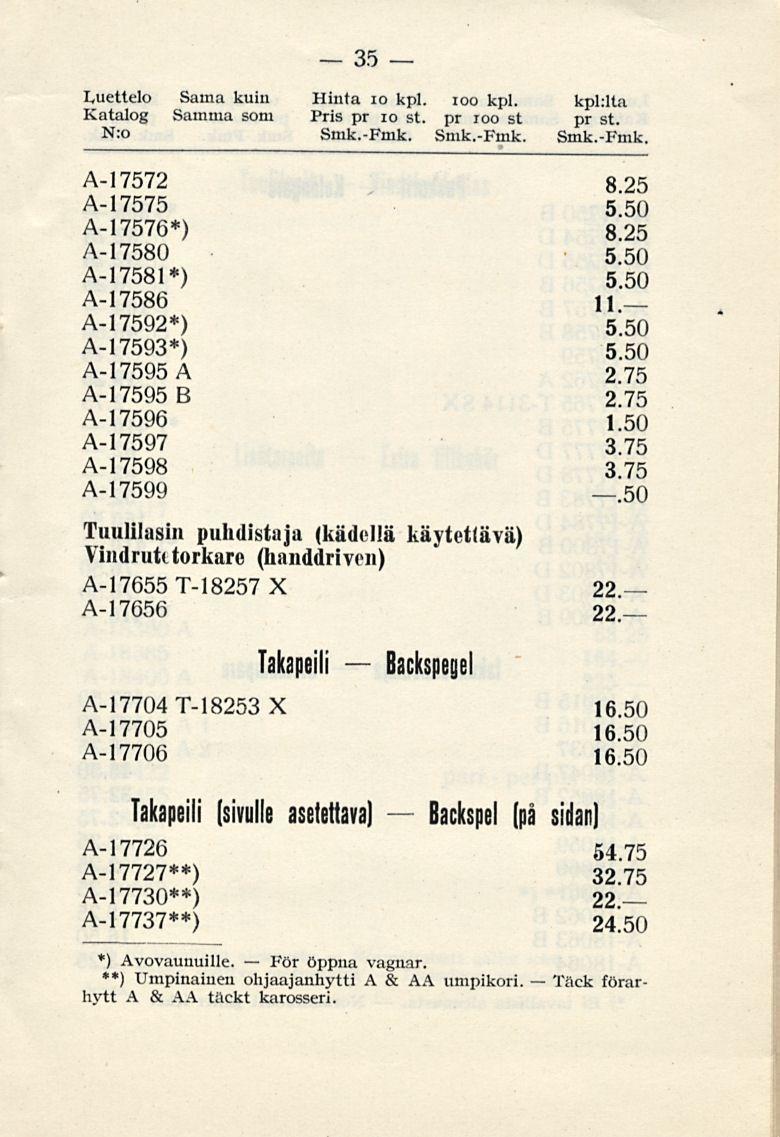 — 35 —
Luettelo Sama kuin Hinta 10 kpl. 100 kpl. kpl:lta
Katalog Samma som Pris pr 10 st. pr 100 st pr st.
N:o Smk.-Fmk. Smk.-Fmk. Smk.-Fmk.
A-17572 8.25
A-17575 5.50
A-17576*) 8.25
A-17580 5.50
A-17581*) 5.50
A-17586 11.—
A-17592*) 5.50
A-17593*) 5.50
A-17595 A 2.75
A-17595 B 2.75
A-17596 1.50
A-17597 3.75
A-17598 3.75
A-17599 —.50
Tuulilasin puhdistaja (kädellä käytettävä)
Vindrutetorkare (handdriven)
A-17655 T-18257 X 22.—
A-17656 22.—
Takapeili — Backspegel
A-17704 T-18253 X 16.50
A-17705 16.50
A-17706 16.50
Takapeili (sivulle asetettava) — Backspel (på sidan)
A-17726 54.75
A-17727**) 32.75
A-17730**) 22.—
A-17737**) 24.50
*) Avovaunuille. — För öppna vagnar.
**) Umpinainen ohjaajanhytti A & AA umpikori. — Täck förar-
hytt A & AA täckt karosseri.